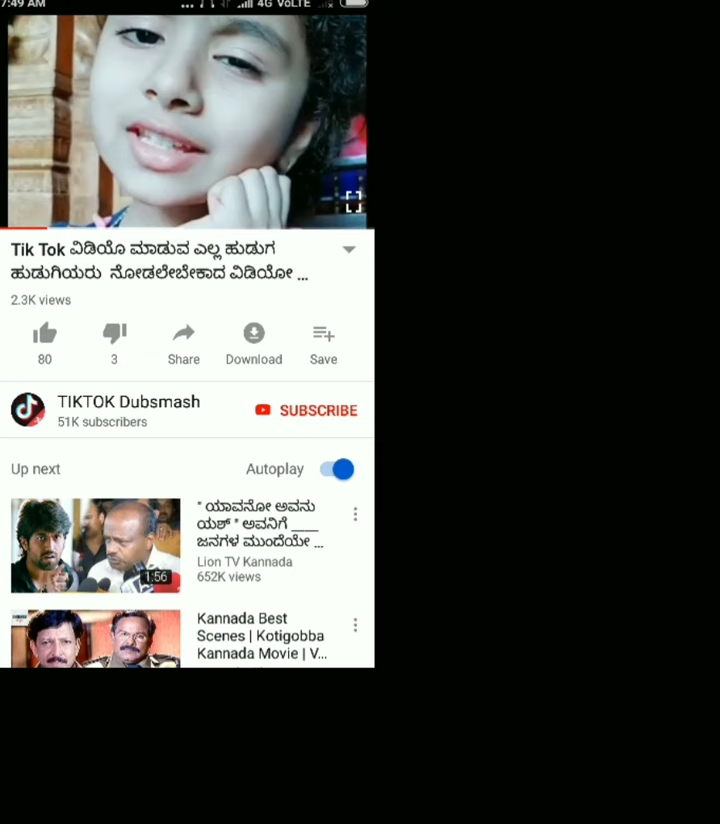 7:49 AM
4G VoLTE
Tik Tok ವಿಡಿಯೊ ಮಾಡುವ ಎಲ್ಲ ಹುಡುಗ
ಹುಡುಗಿಯರು ನೋಡಲೇಬೇಕಾದ ವಿಡಿಯೋ ...
2.3K views
80
3
Share
Download
Save
TIKTOK Dubsmash
51K subscribers
SUBSCRIBE
Up next
Autoplay
" ಯಾವನೋ ಅವನು
ಯಶ್ " ಅವನಿಗೆ ____
ಜನಗಳ ಮುಂದೆಯೇ ...
Lion TV Kannada
652K views
1:56
Kannada Best
Scenes | Kotigobba
Kannada Movie | V...